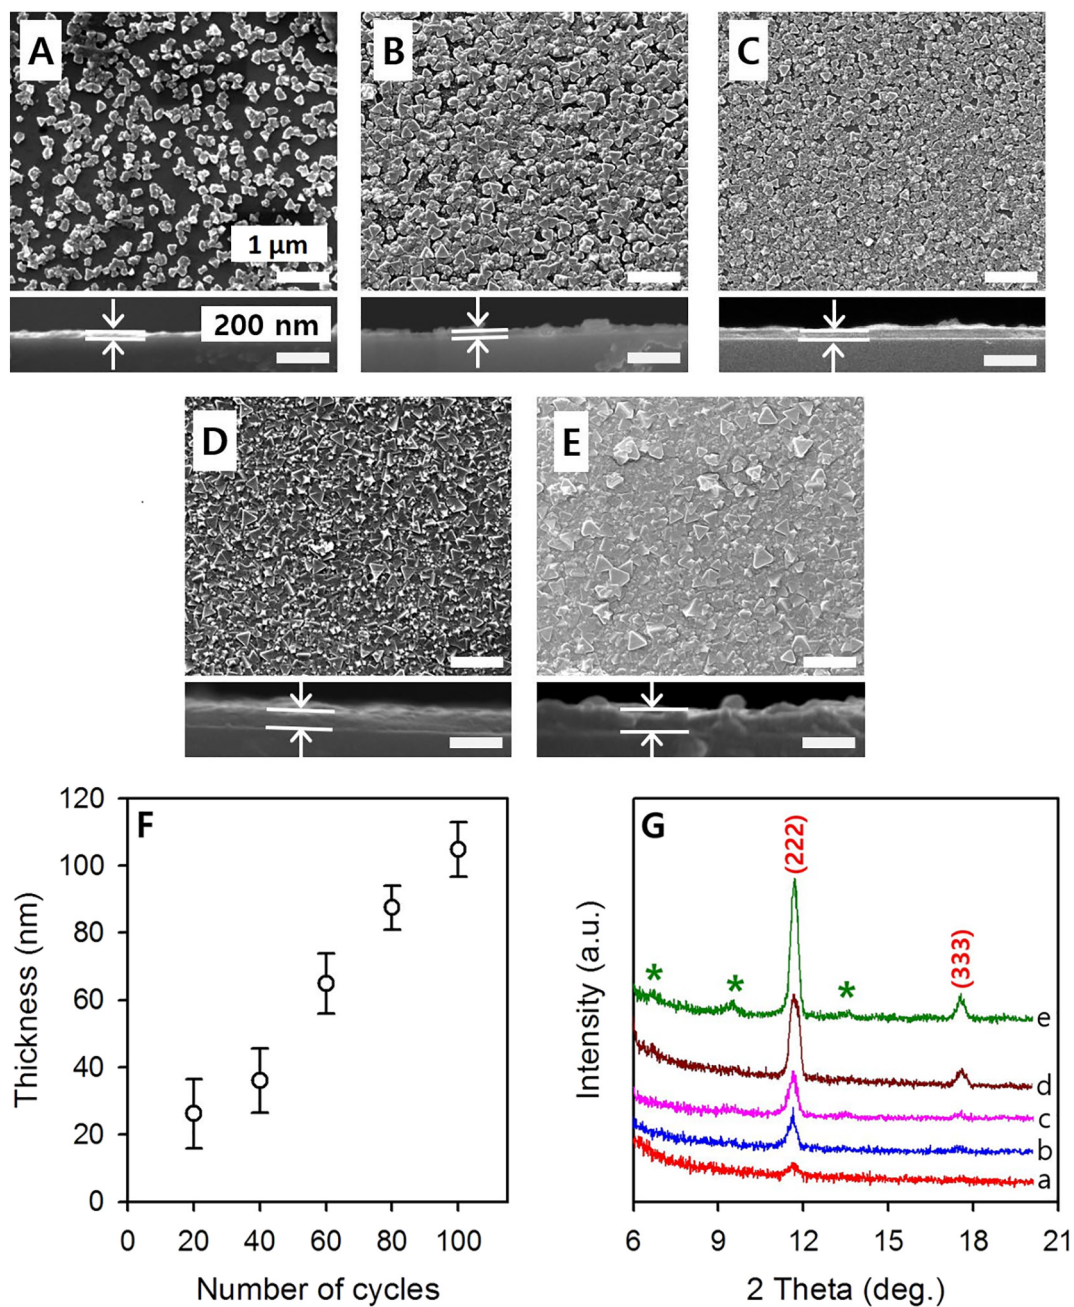 A
B
C
1 μm
200 nm
D
E
120
100
80
60
40
20
0
Thickness (nm)
F
0 20 40 60 80 100
Number of cycles
G
(222)
(333)
* * *
e
d
c
b
a
Intensity (a.u.)
6 9 12 15 18 21
2 Theta (deg.)